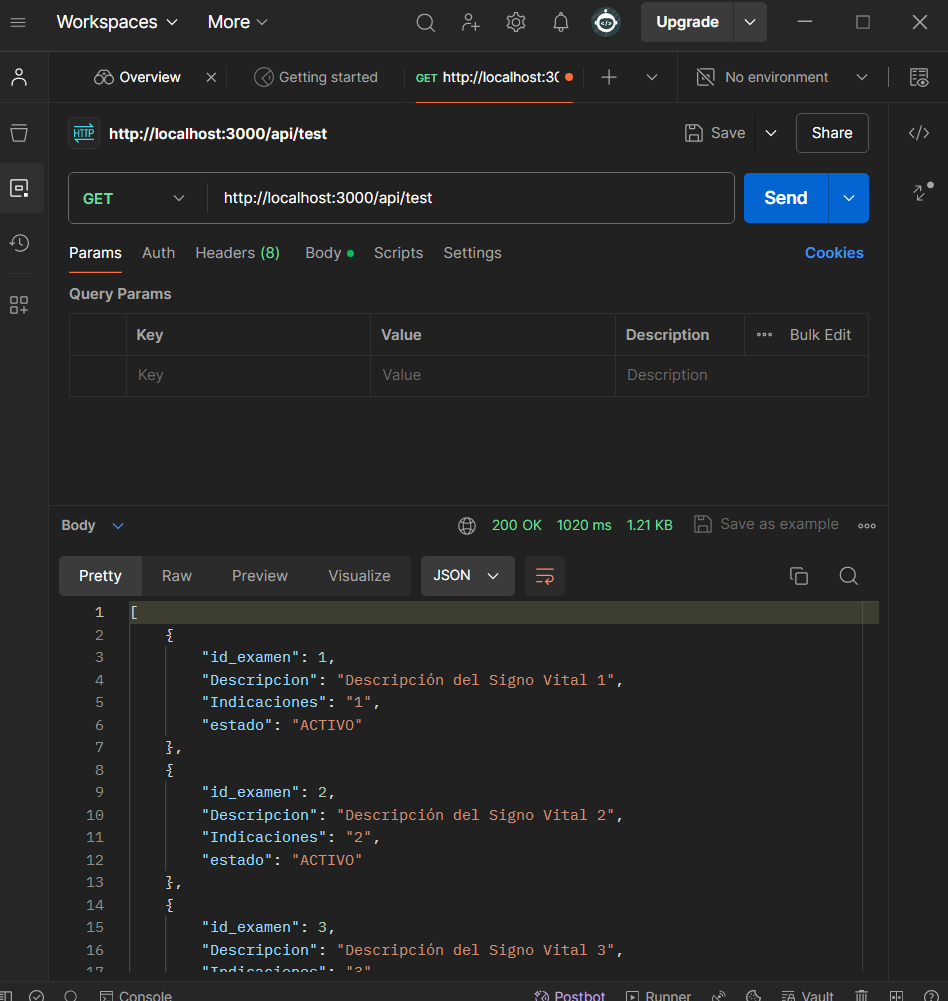 Workspaces More Upgrade
Overview Getting started GET http://localhost:30 No environment
HTTP http://localhost:3000/api/test Save Share
GET http://localhost:3000/api/test Send
Params Auth Headers (8) Body Scripts Settings Cookies
Query Params
Key Value Description Bulk Edit
Key Value Description
Body 200 OK 1020 ms 1.21 KB Save as example
Pretty Raw Preview Visualize JSON
1 [
2 {
3 "id_examen": 1,
4 "Descripcion": "Descripción del Signo Vital 1",
5 "Indicaciones": "1",
6 "estado": "ACTIVO"
7 },
8 {
9 "id_examen": 2,
10 "Descripcion": "Descripción del Signo Vital 2",
11 "Indicaciones": "2",
12 "estado": "ACTIVO"
13 },
14 {
15 "id_examen": 3,
16 "Descripcion": "Descripción del Signo Vital 3",
17 "Indicaciones": "3"
Console Postbot Runner Vault